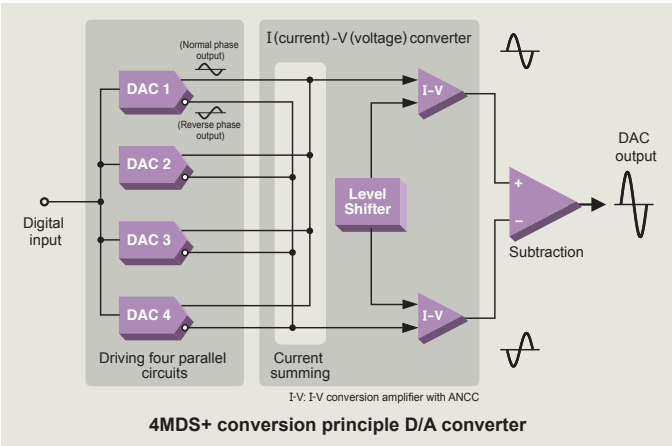 I (current) -V (voltage) converter
(Normal phase
output)
DAC 1
(Reverse phase
output)
DAC 2
DAC 3
DAC 4
Digital
input
I–V
Level
Shifter
I–V
+
−
Subtraction
DAC
output
Driving four parallel
circuits
Current
summing
I-V: I-V conversion amplifier with ANCC
4MDS+ conversion principle D/A converter